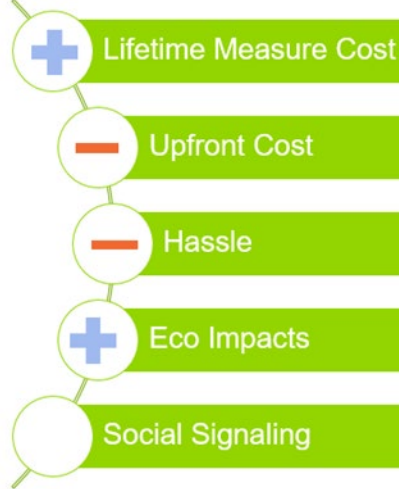 Lifetime Measure Cost
Upfront Cost
Hassle
Eco Impacts
Social Signaling